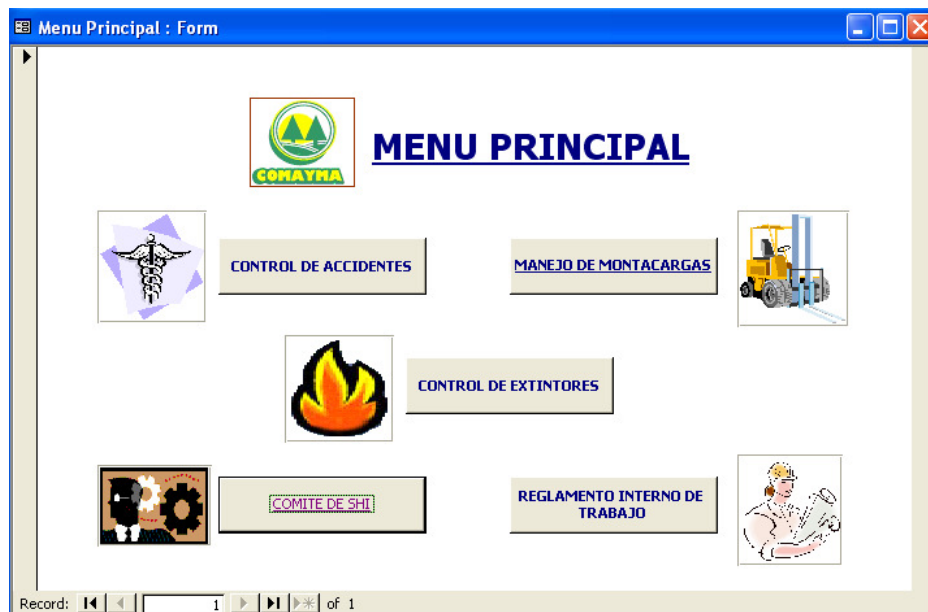 Menu Principal : Form
COMAYMA
MENU PRINCIPAL
CONTROL DE ACCIDENTES
MANEJO DE MONTACARGAS
CONTROL DE EXTINTORES
COMITE DE SHI
REGLAMENTO INTERNO DE
TRABAJO
Record: 1 of 1